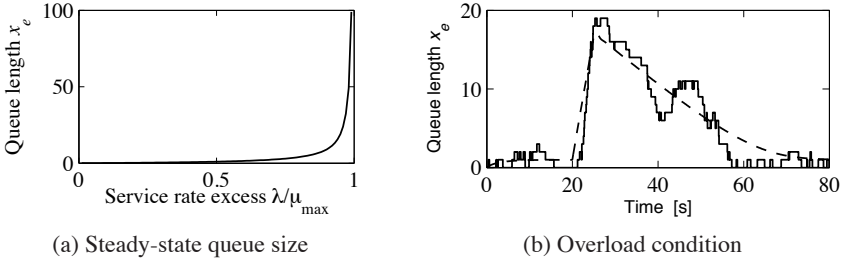 Queue length x_e
100
50
0
0
0.5
1
Service rate excess λ/μ_max
(a) Steady-state queue size
Queue length x_e
20
10
0
0
20
40
60
80
Time [s]
(b) Overload condition